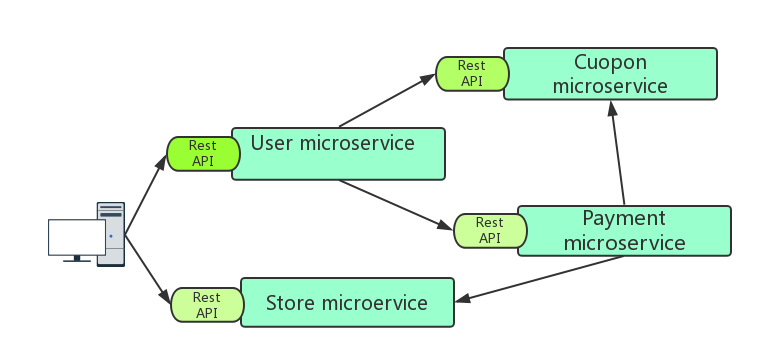 Rest
API
Cuopon
microservice
Rest
API
User microservice
Rest
API
Payment
microservice
Rest
API
Store microervice